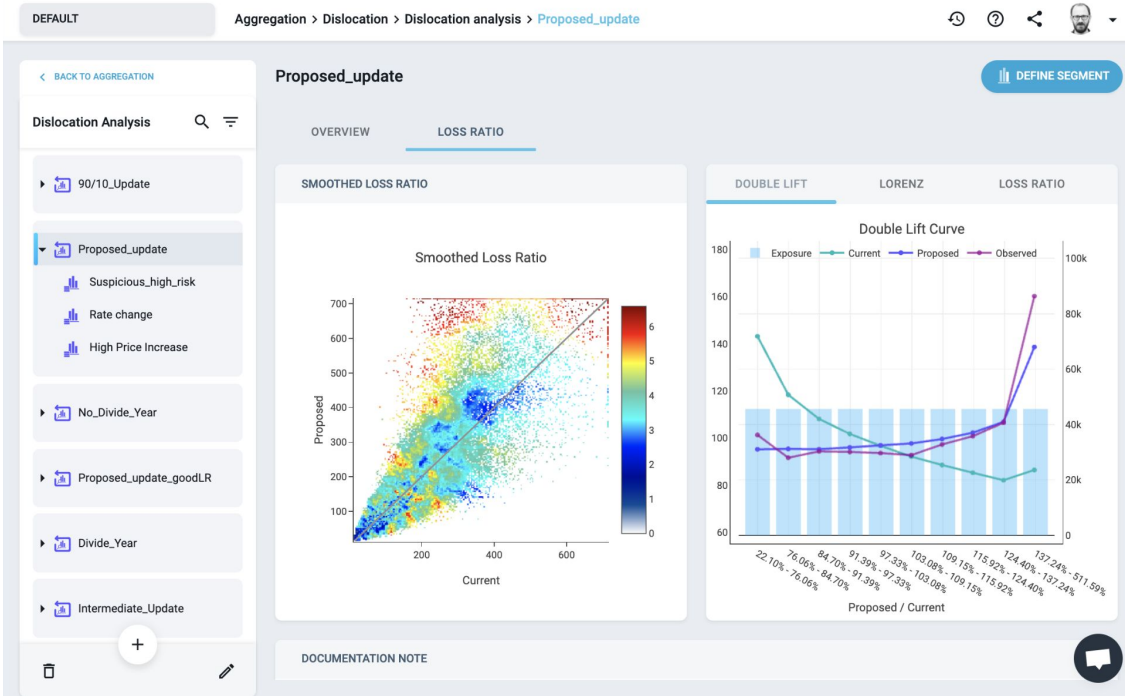 DEFAULT
Aggregation > Dislocation > Dislocation analysis > Proposed_update
BACK TO AGGREGATION
Dislocation Analysis
90/10_Update
Proposed_update
Suspicious_high_risk
Rate change
High Price Increase
No_Divide_Year
Proposed_update_goodLR
Divide_Year
Intermediate_Update
+
Proposed_update
DEFINE SEGMENT
OVERVIEW
LOSS RATIO
SMOOTHED LOSS RATIO
Smoothed Loss Ratio
700
600
500
400
300
200
100
Proposed
200
400
600
Current
6
5
4
3
2
1
0
DOUBLE LIFT
LORENZ
LOSS RATIO
Double Lift Curve
Exposure
Current
Proposed
Observed
180
160
140
120
100
80
60
100k
80k
60k
40k
20k
0
22.10% - 76.06%
76.06% - 84.70%
84.70% - 91.39%
91.39% - 97.33%
97.33% - 103.08%
103.08% - 109.15%
109.15% - 115.92%
115.92% - 124.40%
124.40% - 137.24%
137.24% - 511.59%
Proposed / Current
DOCUMENTATION NOTE